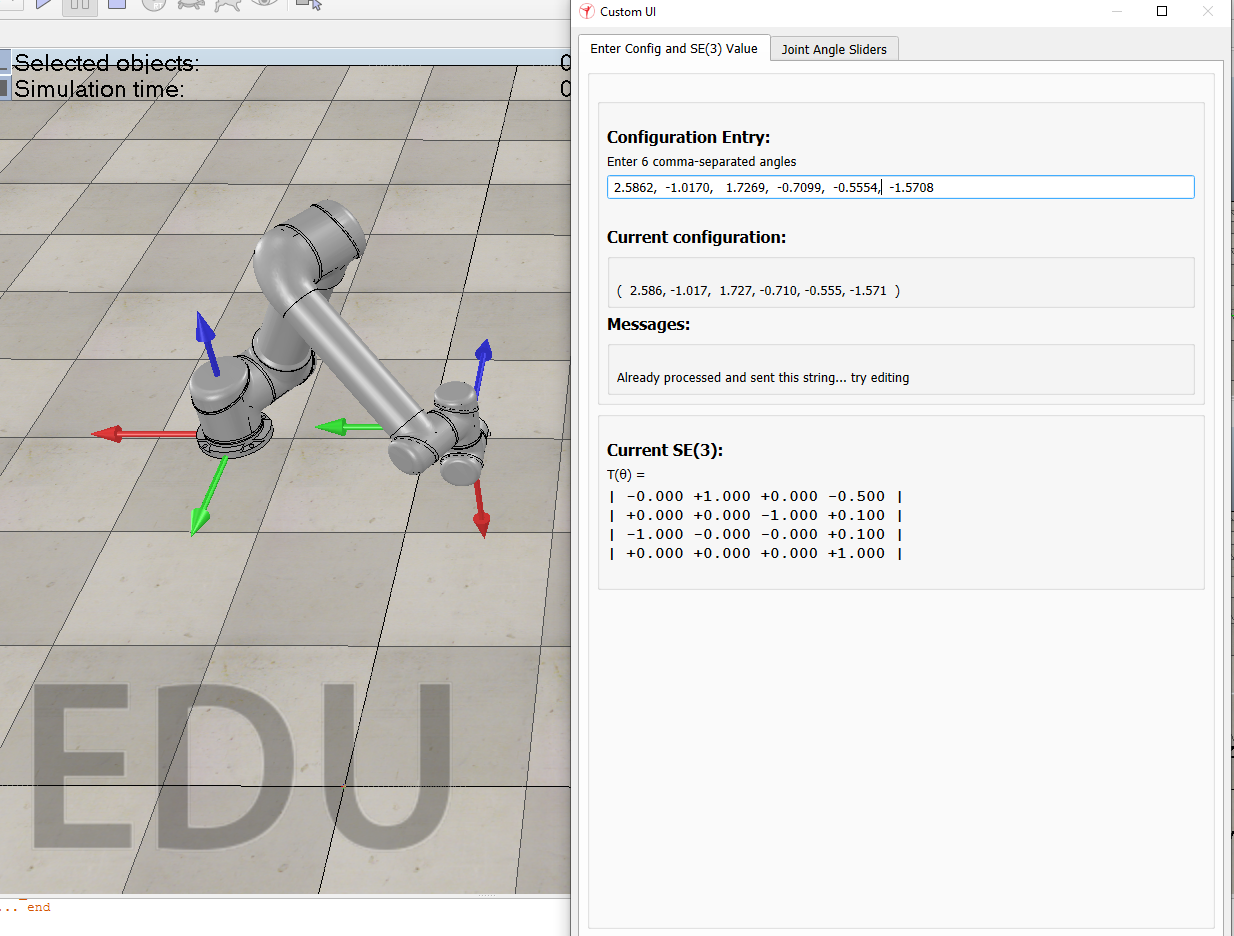 Custom UI
Selected objects:
Simulation time:
Enter Config and SE(3) Value
Joint Angle Sliders
Configuration Entry:
Enter 6 comma-separated angles
2.5862, -1.0170, 1.7269, -0.7099, -0.5554, -1.5708
Current configuration:
( 2.586, -1.017, 1.727, -0.710, -0.555, -1.571 )
Messages:
Already processed and sent this string... try editing
Current SE(3):
T(θ) =
| -0.000 +1.000 +0.000 -0.500 |
| +0.000 +0.000 -1.000 +0.100 |
| -1.000 -0.000 -0.000 +0.100 |
| +0.000 +0.000 +0.000 +1.000 |
EDU
... end